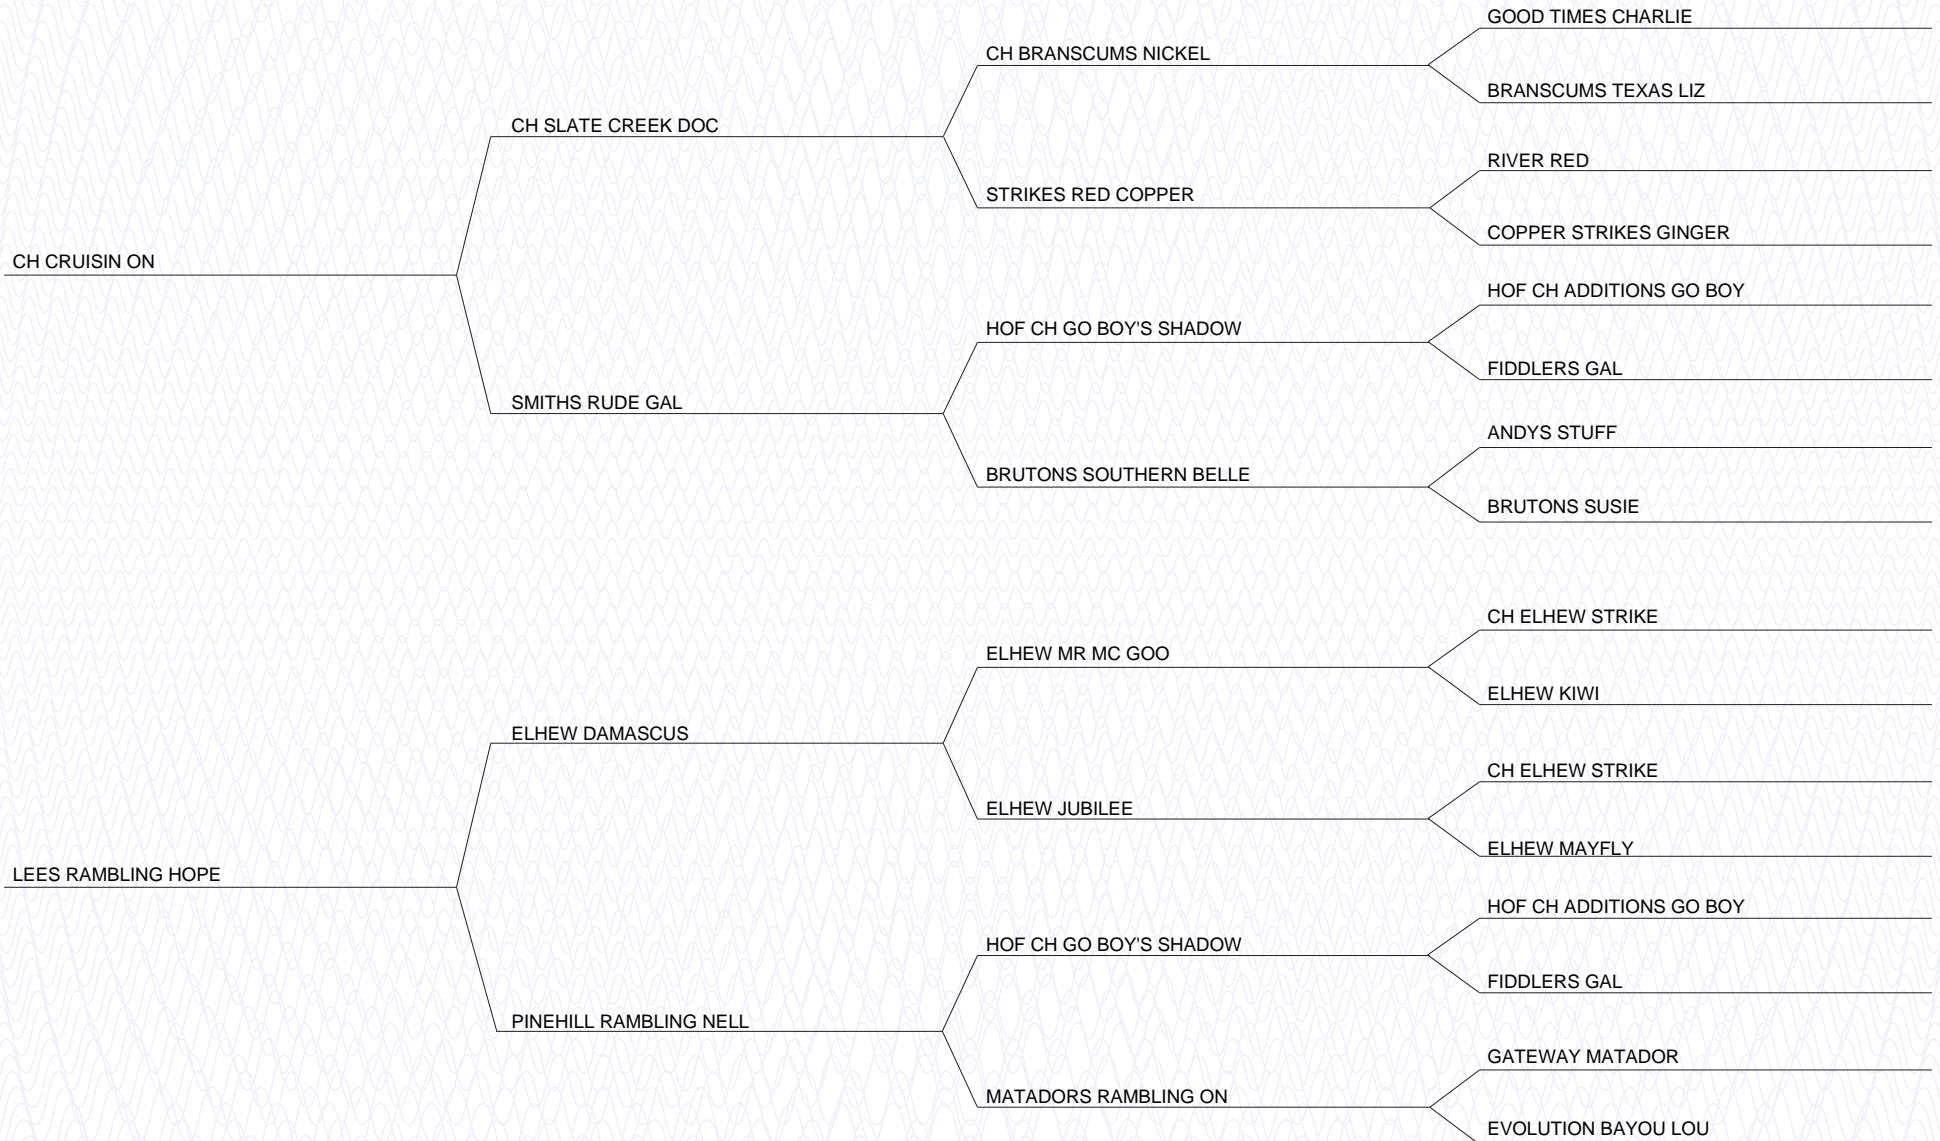 GOOD TIMES CHARLIE
CH BRANSCUMS NICKEL
BRANSCUMS TEXAS LIZ
CH SLATE CREEK DOC
RIVER RED
STRIKES RED COPPER
COPPER STRIKES GINGER
CH CRUISIN ON
HOF CH ADDITIONS GO BOY
HOF CH GO BOY'S SHADOW
FIDDLERS GAL
SMITHS RUDE GAL
ANDYS STUFF
BRUTONS SOUTHERN BELLE
BRUTONS SUSIE
CH ELHEW STRIKE
ELHEW MR MC GOO
ELHEW KIWI
ELHEW DAMASCUS
CH ELHEW STRIKE
ELHEW JUBILEE
ELHEW MAYFLY
LEES RAMBLING HOPE
HOF CH ADDITIONS GO BOY
HOF CH GO BOY'S SHADOW
FIDDLERS GAL
PINEHILL RAMBLING NELL
GATEWAY MATADOR
MATADORS RAMBLING ON
EVOLUTION BAYOU LOU